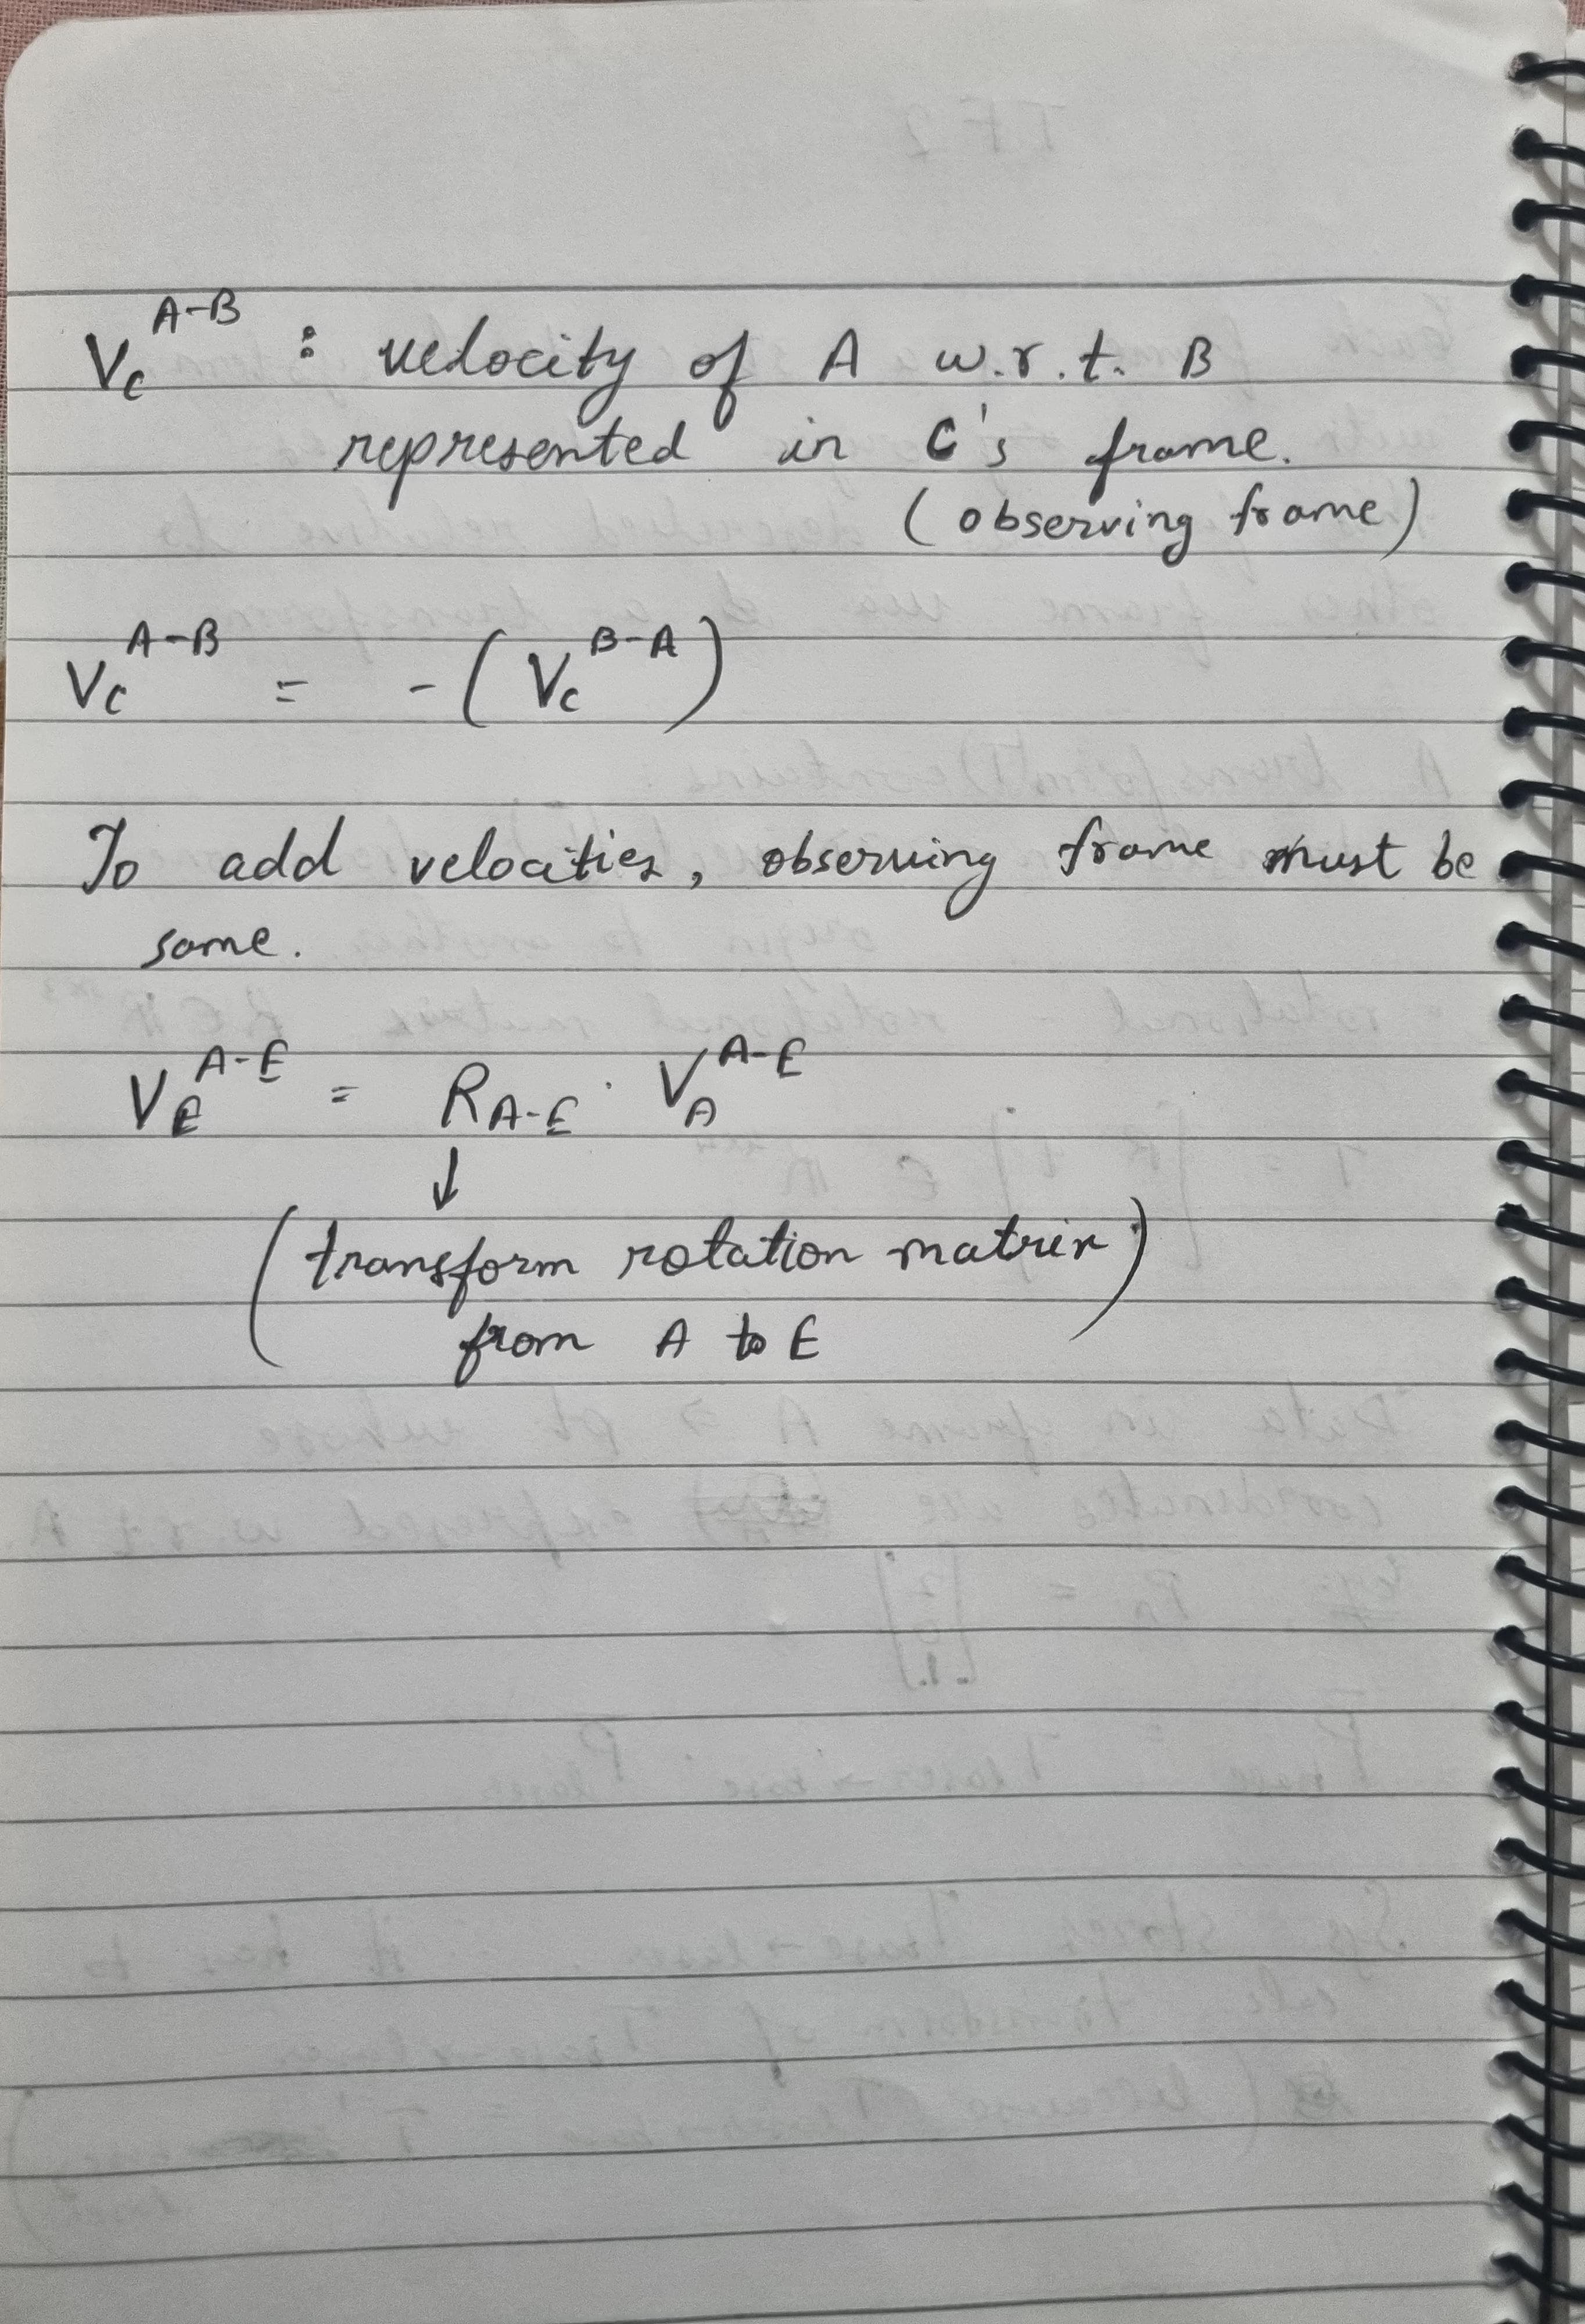 V_C^{A-B} : velocity of A w.r.t. B
represented in C's frame.
(observing frame)
V_C^{A-B} = -(V_C^{B-A})
To add velocities, observing frame must be
same.
V_E^{A-E} = R_{A-E} · V_A^{A-E}
↓
(transform rotation matrix)
from A to E